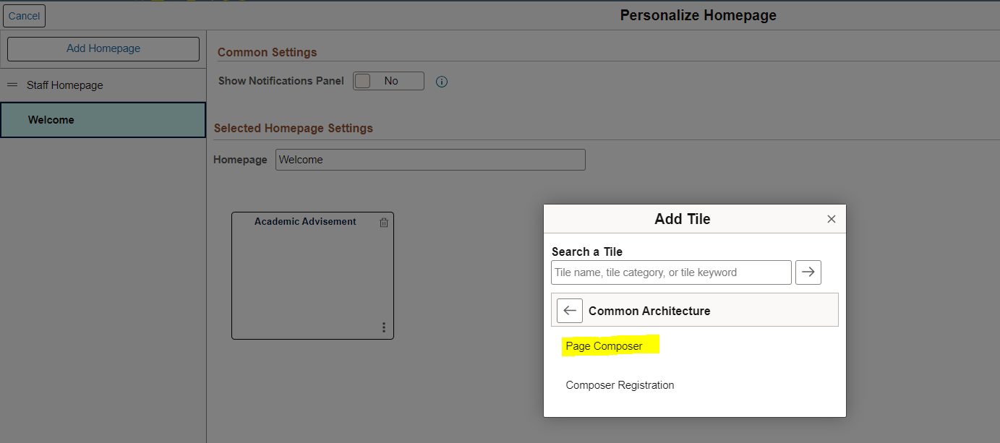 Cancel
Personalize Homepage
Add Homepage
Common Settings
Show Notifications Panel
No
Staff Homepage
Welcome
Selected Homepage Settings
Homepage
Welcome
Academic Advisement
Add Tile
Search a Tile
Tile name, tile category, or tile keyword
Common Architecture
Page Composer
Composer Registration